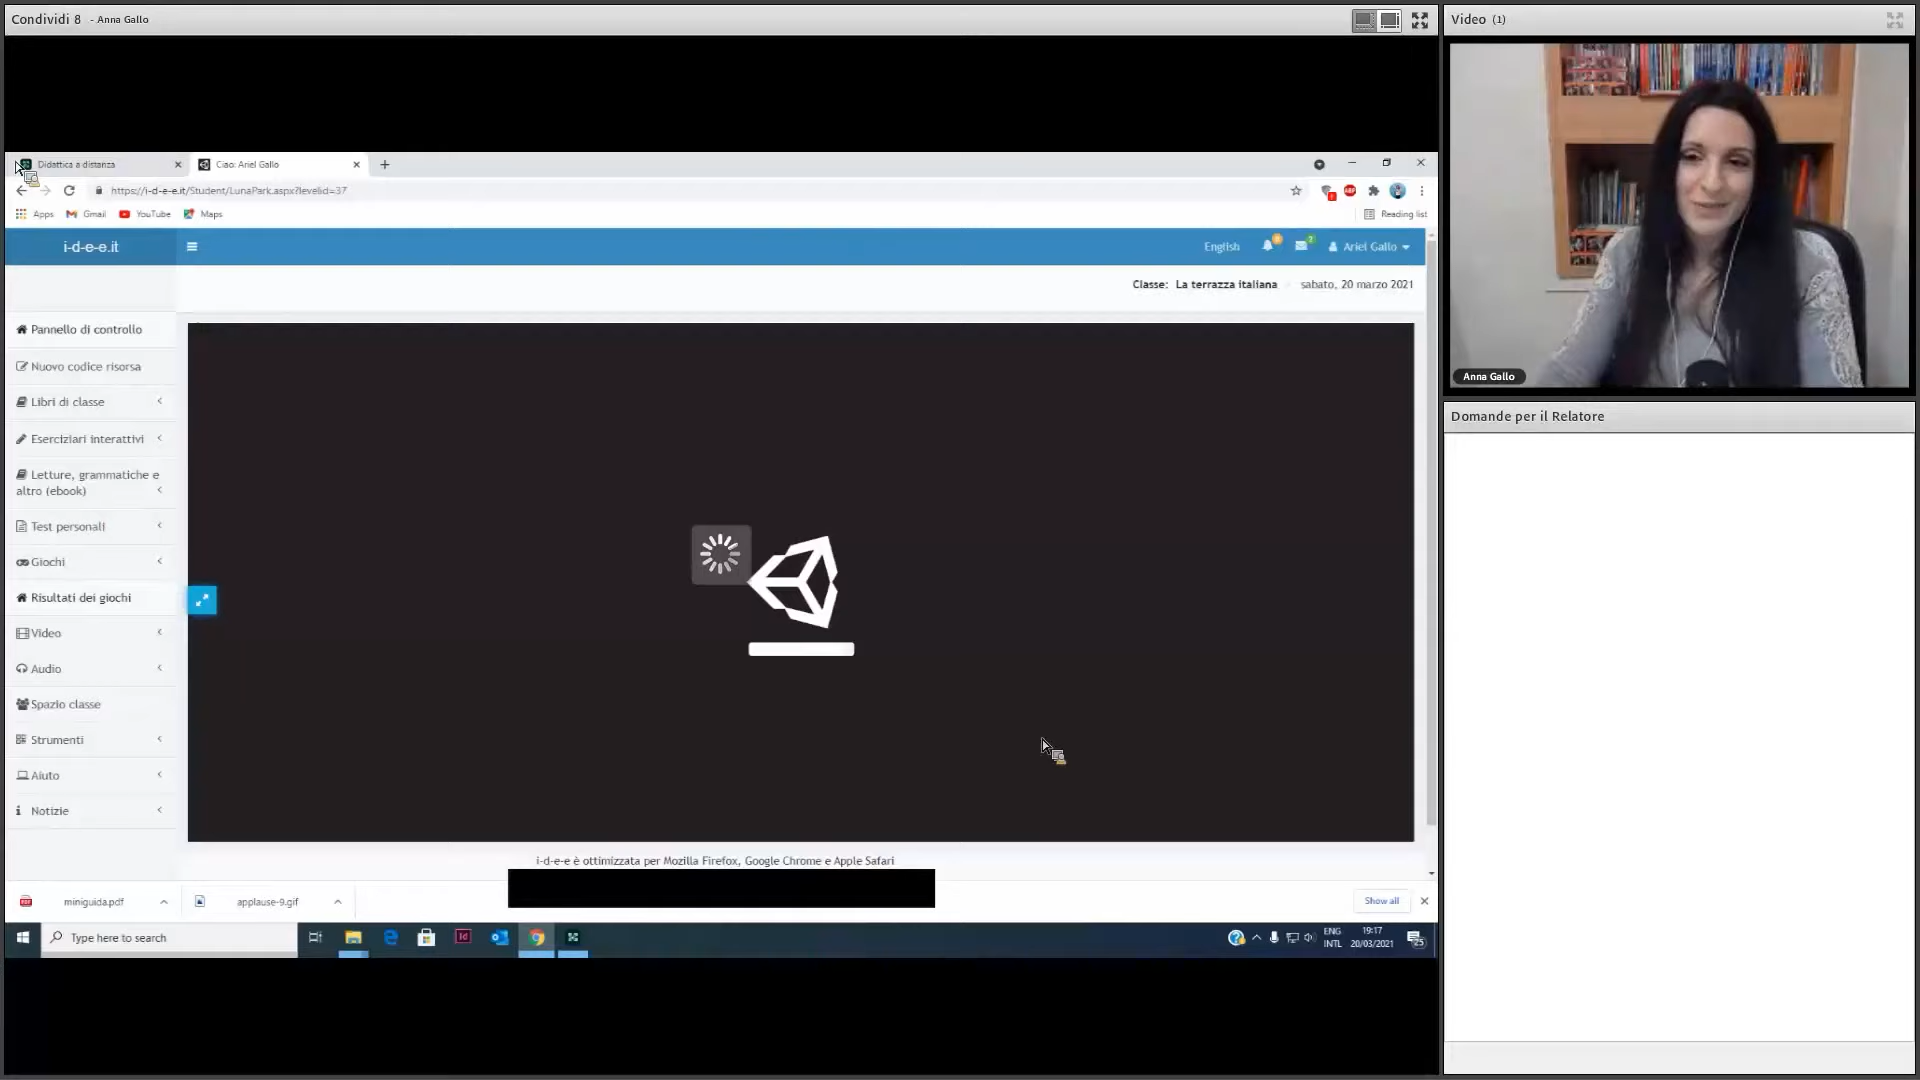 Condividi 8 - Anna Gallo
Didattica a distanza
Ciao: Ariel Gallo
https://i-d-e-e.it/Student/LunaPark.aspx?levelid=37
ABP
Apps
Gmail
YouTube
Maps
Reading list
i-d-e-e.it
English
Ariel Gallo
Classe: La terrazza italiana
sabato, 20 marzo 2021
Pannello di controllo
Nuovo codice risorsa
Libri di classe
Eserciziari interattivi
Letture, grammatiche e
altro (ebook)
Test personali
Giochi
Risultati dei giochi
Video
Audio
Spazio classe
Strumenti
Aiuto
Notizie
i-d-e-e è ottimizzata per Mozilla Firefox, Google Chrome e Apple Safari
miniguida.pdf
applause-9.gif
Show all
Type here to search
Id
ENG
INTL
19:17
20/03/2021
25
Video (1)
Anna Gallo
Domande per il Relatore